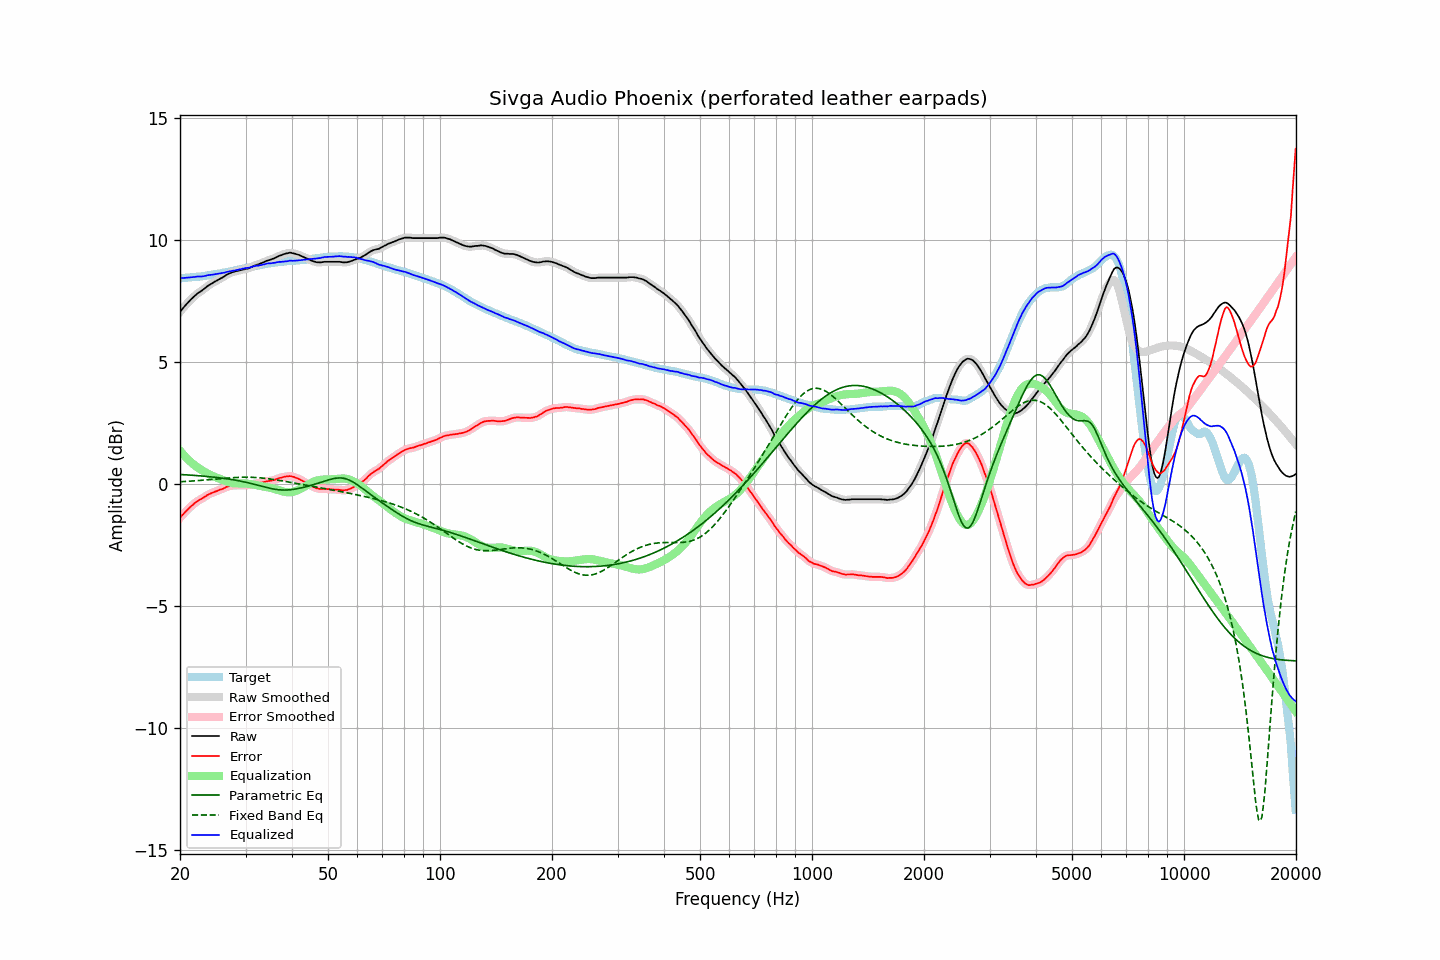 Sivga Audio Phoenix (perforated leather earpads)
15
10
5
0
−5
−10
−15
Amplitude (dBr)
Target
Raw Smoothed
Error Smoothed
Raw
Error
Equalization
Parametric Eq
Fixed Band Eq
Equalized
20 50 100 200 500 1000 2000 5000 10000 20000
Frequency (Hz)